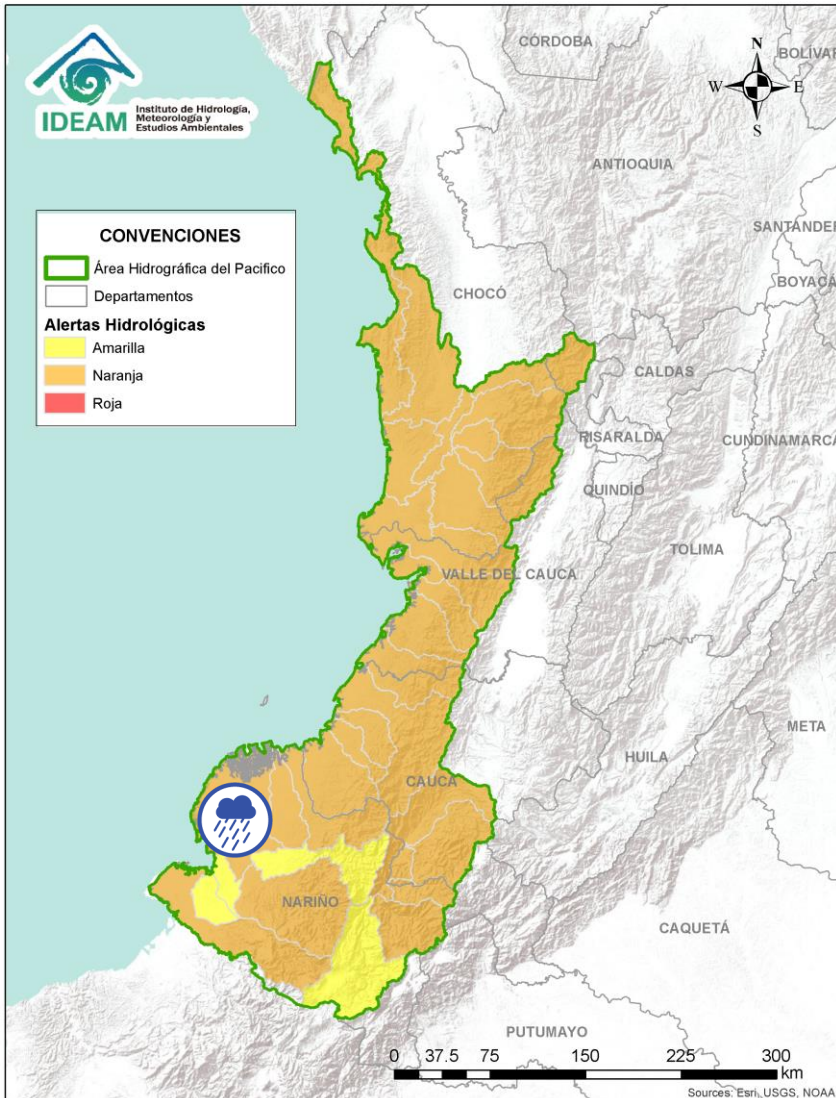 IDEAM
Instituto de Hidrología,
Meteorología y
Estudios Ambientales
CONVENCIONES
Área Hidrográfica del Pacifico
Departamentos
Alertas Hidrológicas
Amarilla
Naranja
Roja
N
W
E
S
CÓRDOBA
BOLÍVAR
ANTIOQUIA
SANTANDER
BOYACÁ
CHOCÓ
CALDAS
RISARALDA
CUNDINAMARCA
QUINDÍO
TOLIMA
VALLE DEL CAUCA
META
HUILA
CAUCA
NARIÑO
CAQUETÁ
PUTUMAYO
0 37.5 75 150 225 300
km
Sources: Esri, USGS, NOAA